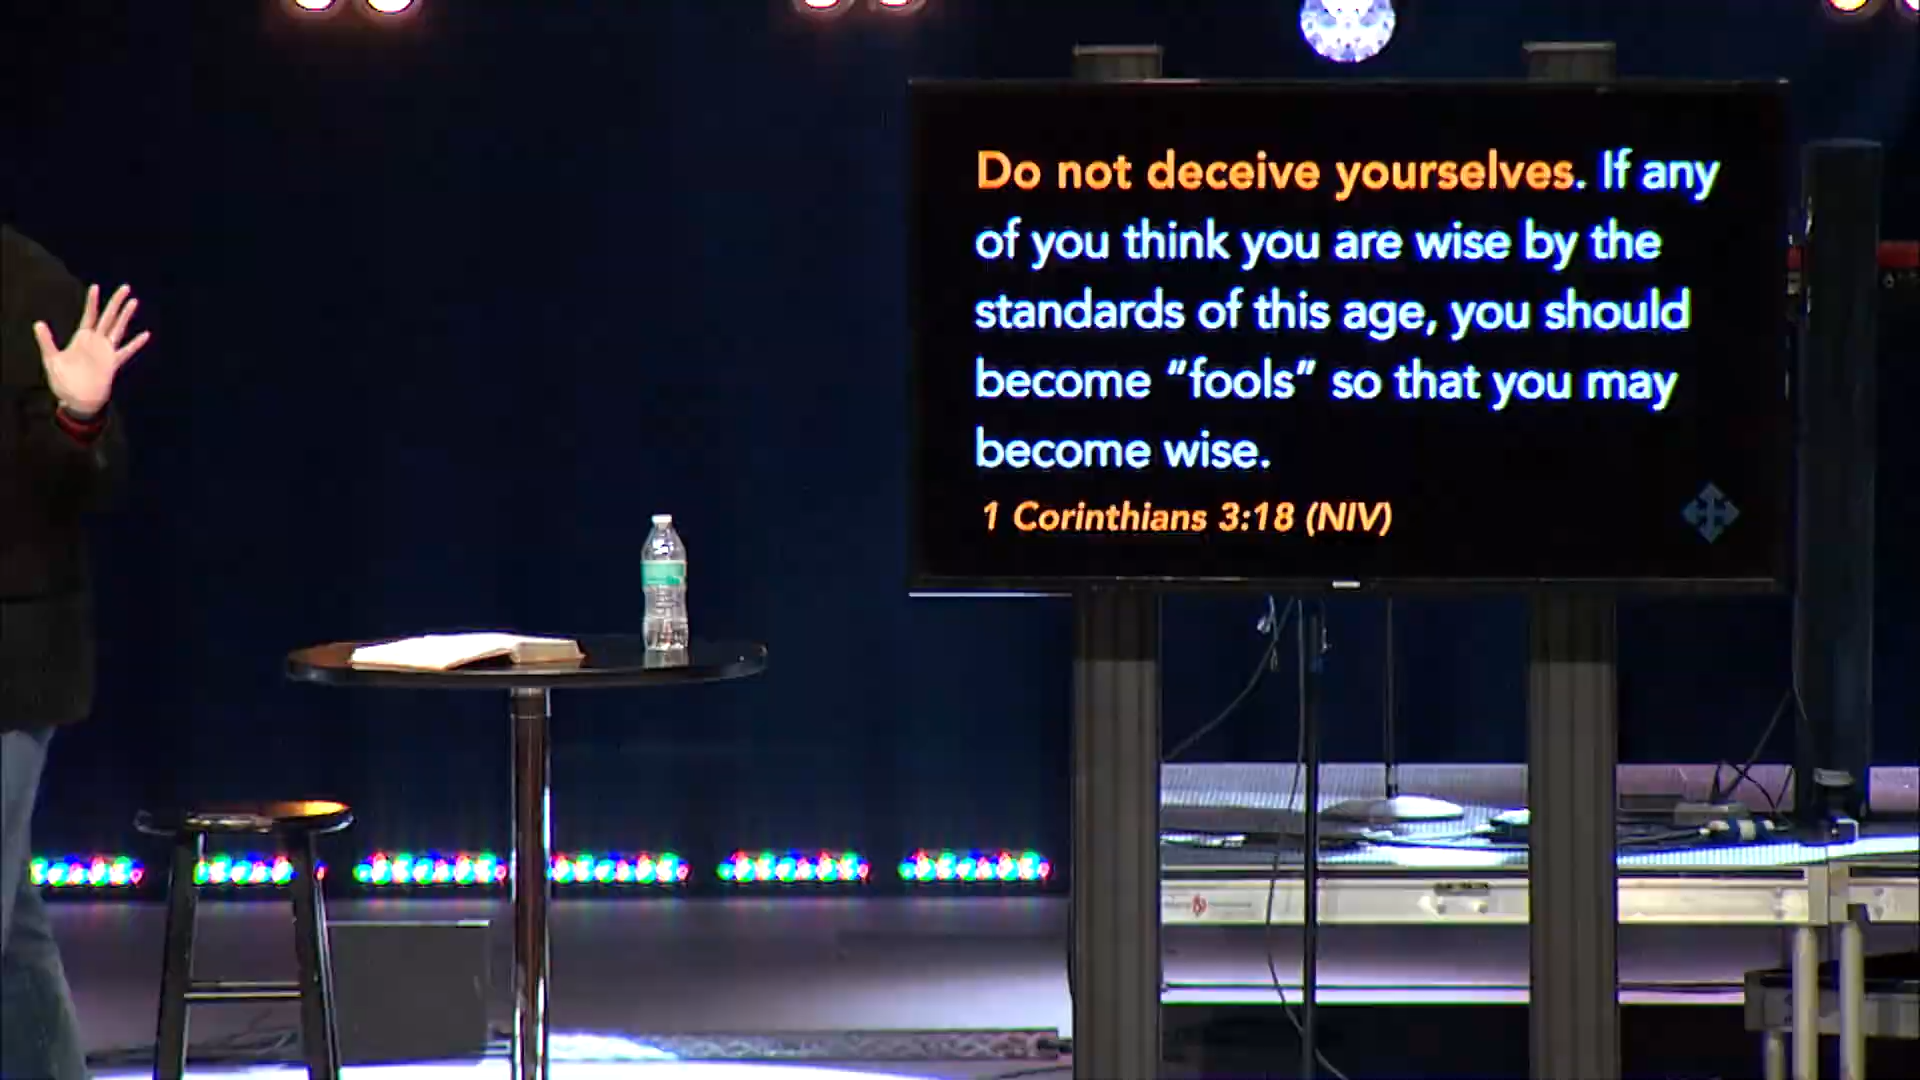 Do not deceive yourselves. If any
of you think you are wise by the
standards of this age, you should
become “fools” so that you may
become wise.
1 Corinthians 3:18 (NIV)